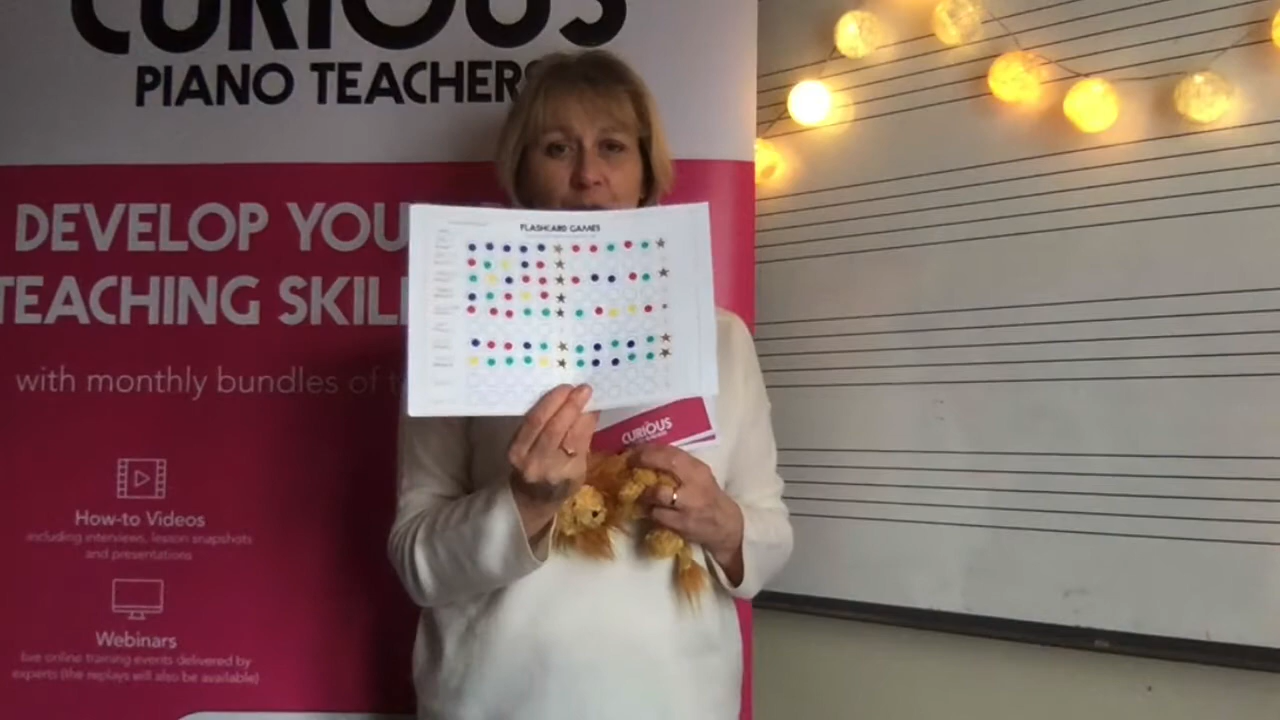 CURIOUS
PIANO TEACHERS
DEVELOP YOU
TEACHING SKIL
with monthly bundles of t
How-to Videos
including interviews, lesson snapshots
and presentations
Webinars
live online training events delivered by
experts (the replays will also be available)
FLASHCARD GAMES
CURIOUS